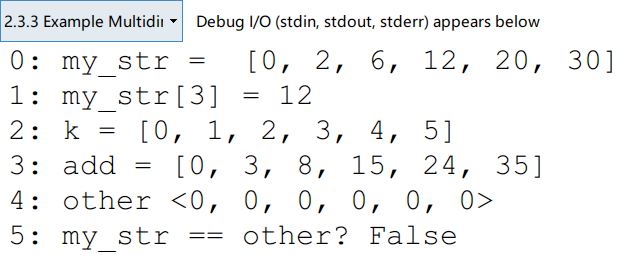 2.3.3 Example Multidi Debug I/O (stdin, stdout, stderr) appears below
0: my_str =  [0, 2, 6, 12, 20, 30]
1: my_str[3] = 12
2: k = [0, 1, 2, 3, 4, 5]
3: add = [0, 3, 8, 15, 24, 35]
4: other <0, 0, 0, 0, 0, 0>
5: my_str == other? False